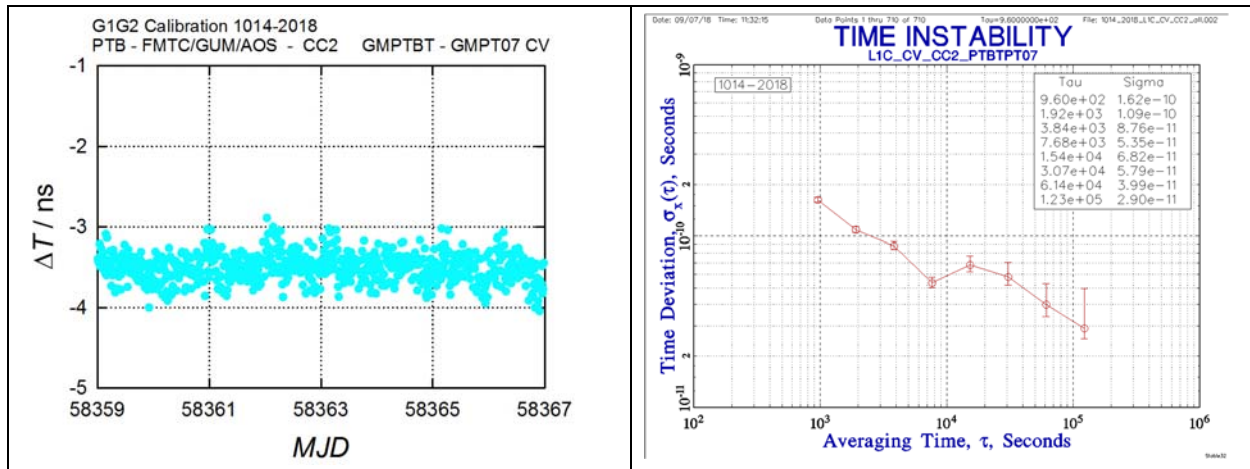 G1G2 Calibration 1014-2018
PTB - FMTC/GUM/AOS - CC2 GMPTBT - GMPT07 CV
-1
-2
-3
-4
-5
ΔT / ns
58359 58361 58363 58365 58367
MJD
Date: 09/07/18 Time: 11:32:15 Data Points 1 thru 710 of 710 Tau=9.6000000e+02 File: 1014_2018_L1C_CV_CC2_all.002
TIME INSTABILITY
L1C_CV_CC2_PTBTPT07
1014-2018
Tau Sigma
9.60e+02 1.62e-10
1.92e+03 1.09e-10
3.84e+03 8.76e-11
7.68e+03 5.35e-11
1.54e+04 6.82e-11
3.07e+04 5.79e-11
6.14e+04 3.99e-11
1.23e+05 2.90e-11
10⁻⁹
2
10⁻¹⁰
2
10⁻¹¹
Time Deviation, σₓ(τ), Seconds
10² 10³ 10⁴ 10⁵ 10⁶
Averaging Time, τ, Seconds
Stable32